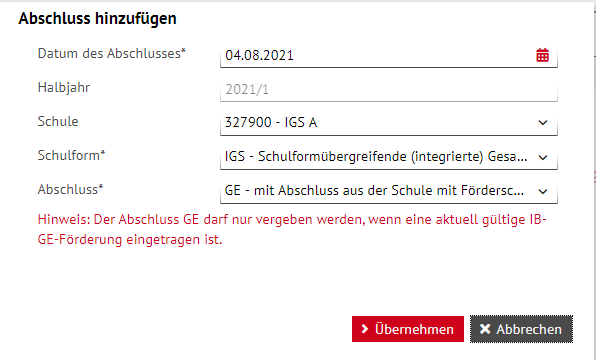 Abschluss hinzufügen
Datum des Abschlusses* 04.08.2021
Halbjahr 2021/1
Schule 327900 - IGS A
Schulform* IGS - Schulformübergreifende (integrierte) Gesa...
Abschluss* GE - mit Abschluss aus der Schule mit Fördersc...
Hinweis: Der Abschluss GE darf nur vergeben werden, wenn eine aktuell gültige IB-
GE-Förderung eingetragen ist.
Übernehmen Abbrechen